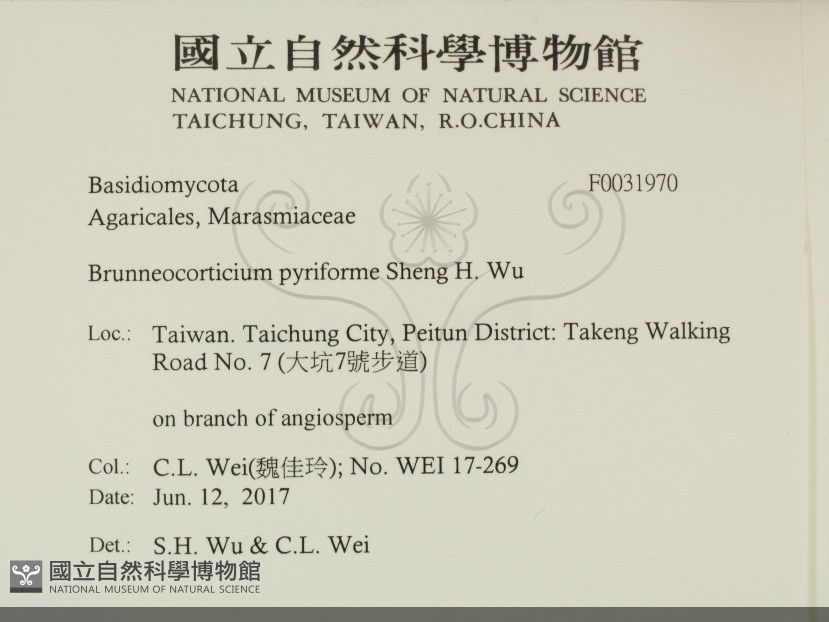 國立自然科學博物館
NATIONAL MUSEUM OF NATURAL SCIENCE
TAICHUNG, TAIWAN, R.O.CHINA
Basidiomycota F0031970
Agaricales, Marasmiaceae
Brunneocorticium pyriforme Sheng H. Wu
Loc.: Taiwan. Taichung City, Peitun District: Takeng Walking
Road No. 7 (大坑7號步道)
on branch of angiosperm
Col.: C.L. Wei(魏佳玲); No. WEI 17-269
Date: Jun. 12, 2017
Det.: S.H. Wu & C.L. Wei
國立自然科學博物館
NATIONAL MUSEUM OF NATURAL SCIENCE